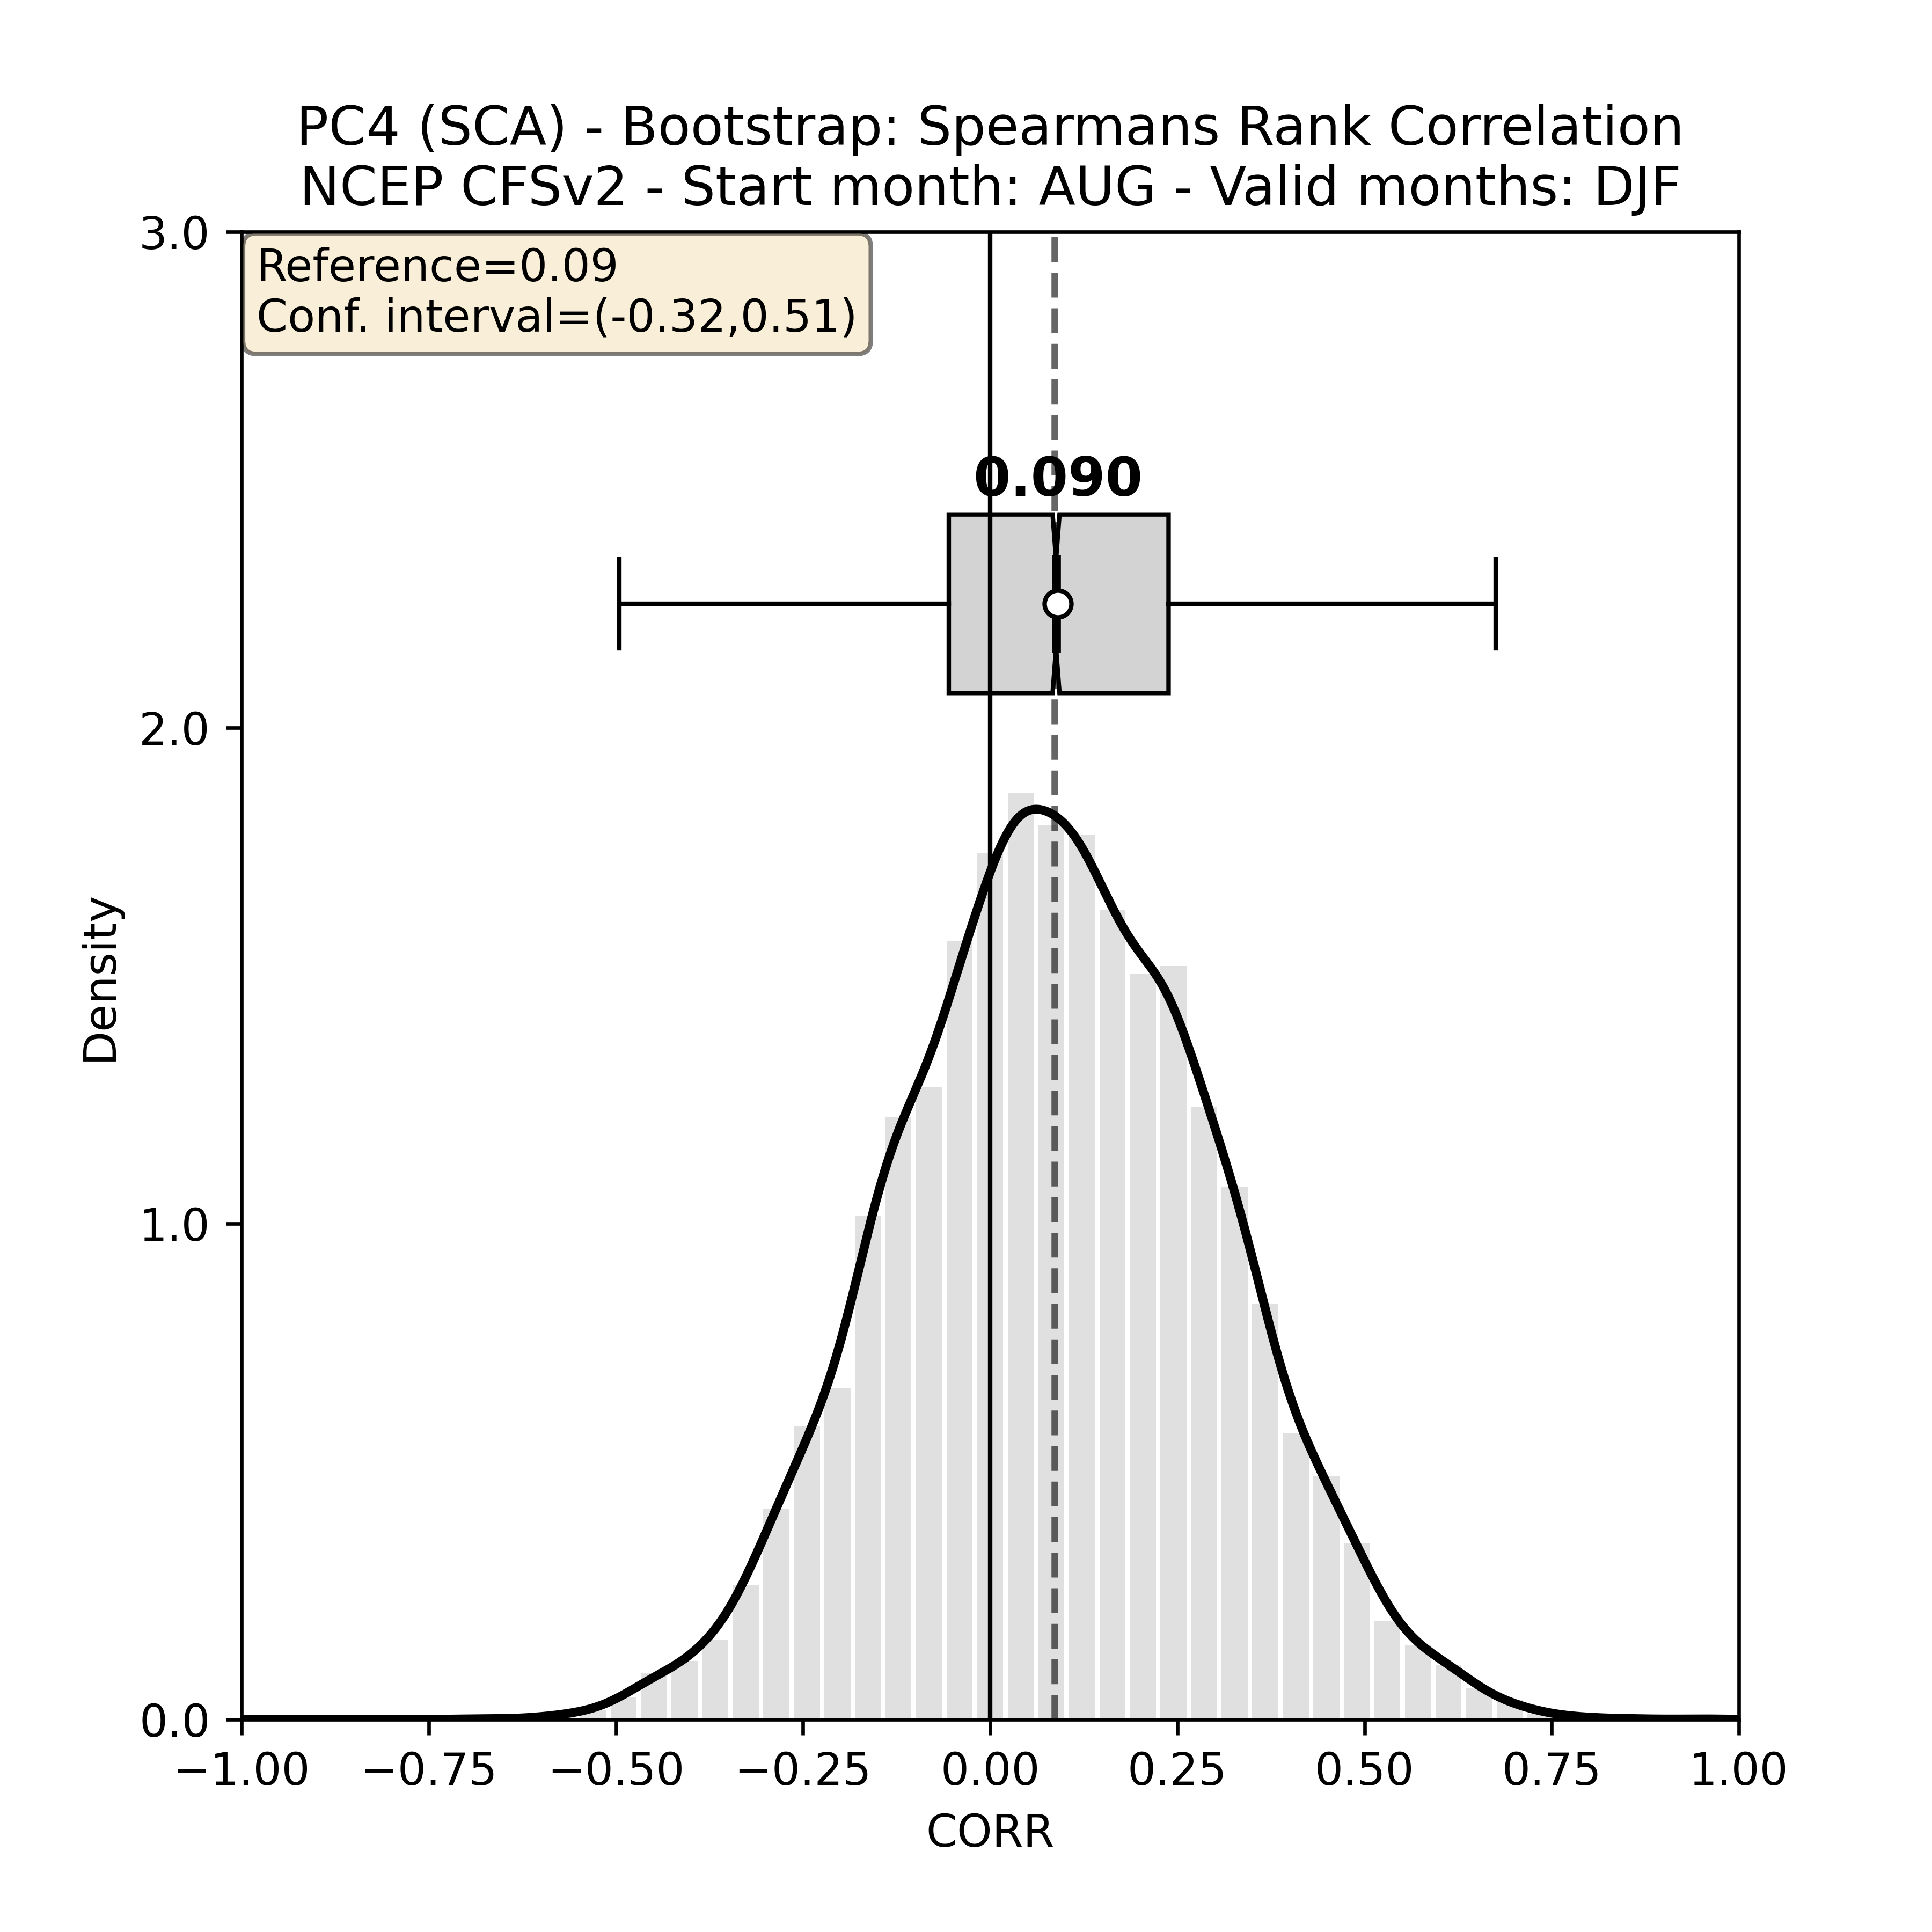 PC4 (SCA) - Bootstrap: Spearmans Rank Correlation
NCEP CFSv2 - Start month: AUG - Valid months: DJF
Reference=0.09
Conf. interval=(-0.32,0.51)
0.090
3.0
2.0
1.0
0.0
Density
−1.00 −0.75 −0.50 −0.25 0.00 0.25 0.50 0.75 1.00
CORR